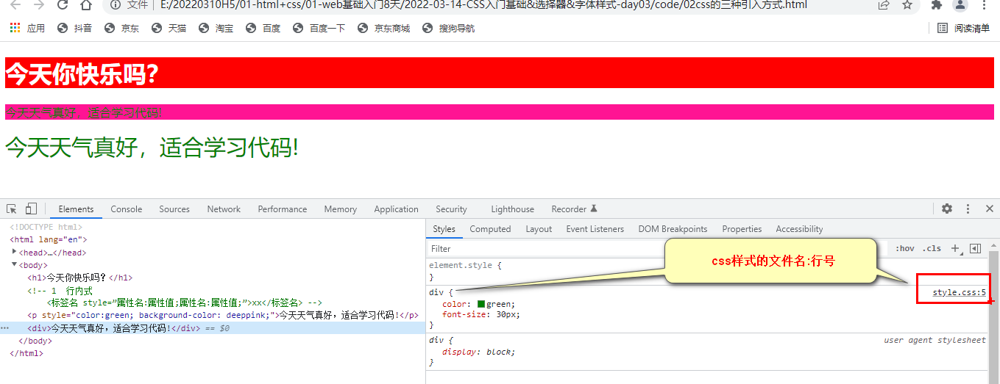 文件 E:/20220310H5/01-html+css/01-web基础入门8天/2022-03-14-CSS入门基础&选择器&字体样式-day03/code/02css的三种引入方式.html
应用 抖音 京东 天猫 淘宝 百度 百度一下 京东商城 搜狗导航 阅读清单
今天你快乐吗?
今天天气真好，适合学习代码!
今天天气真好，适合学习代码!
Elements Console Sources Network Performance Memory Application Security Lighthouse Recorder
<!DOCTYPE html>
<html lang="en">
<head>…</head>
<body>
<h1>今天你快乐吗? </h1>
<!-- 1 行内式
<标签名 style="属性名:属性值;属性名:属性值;">xx</标签名> -->
<p style="color:green; background-color: deeppink;">今天天气真好，适合学习代码!</p>
<div>今天天气真好，适合学习代码!</div> == $0
</body>
</html>
Styles Computed Layout Event Listeners DOM Breakpoints Properties Accessibility
Filter :hov .cls
element.style {
}
css样式的文件名:行号
div { style.css:5
color: green;
font-size: 30px;
}
div { user agent stylesheet
display: block;
}